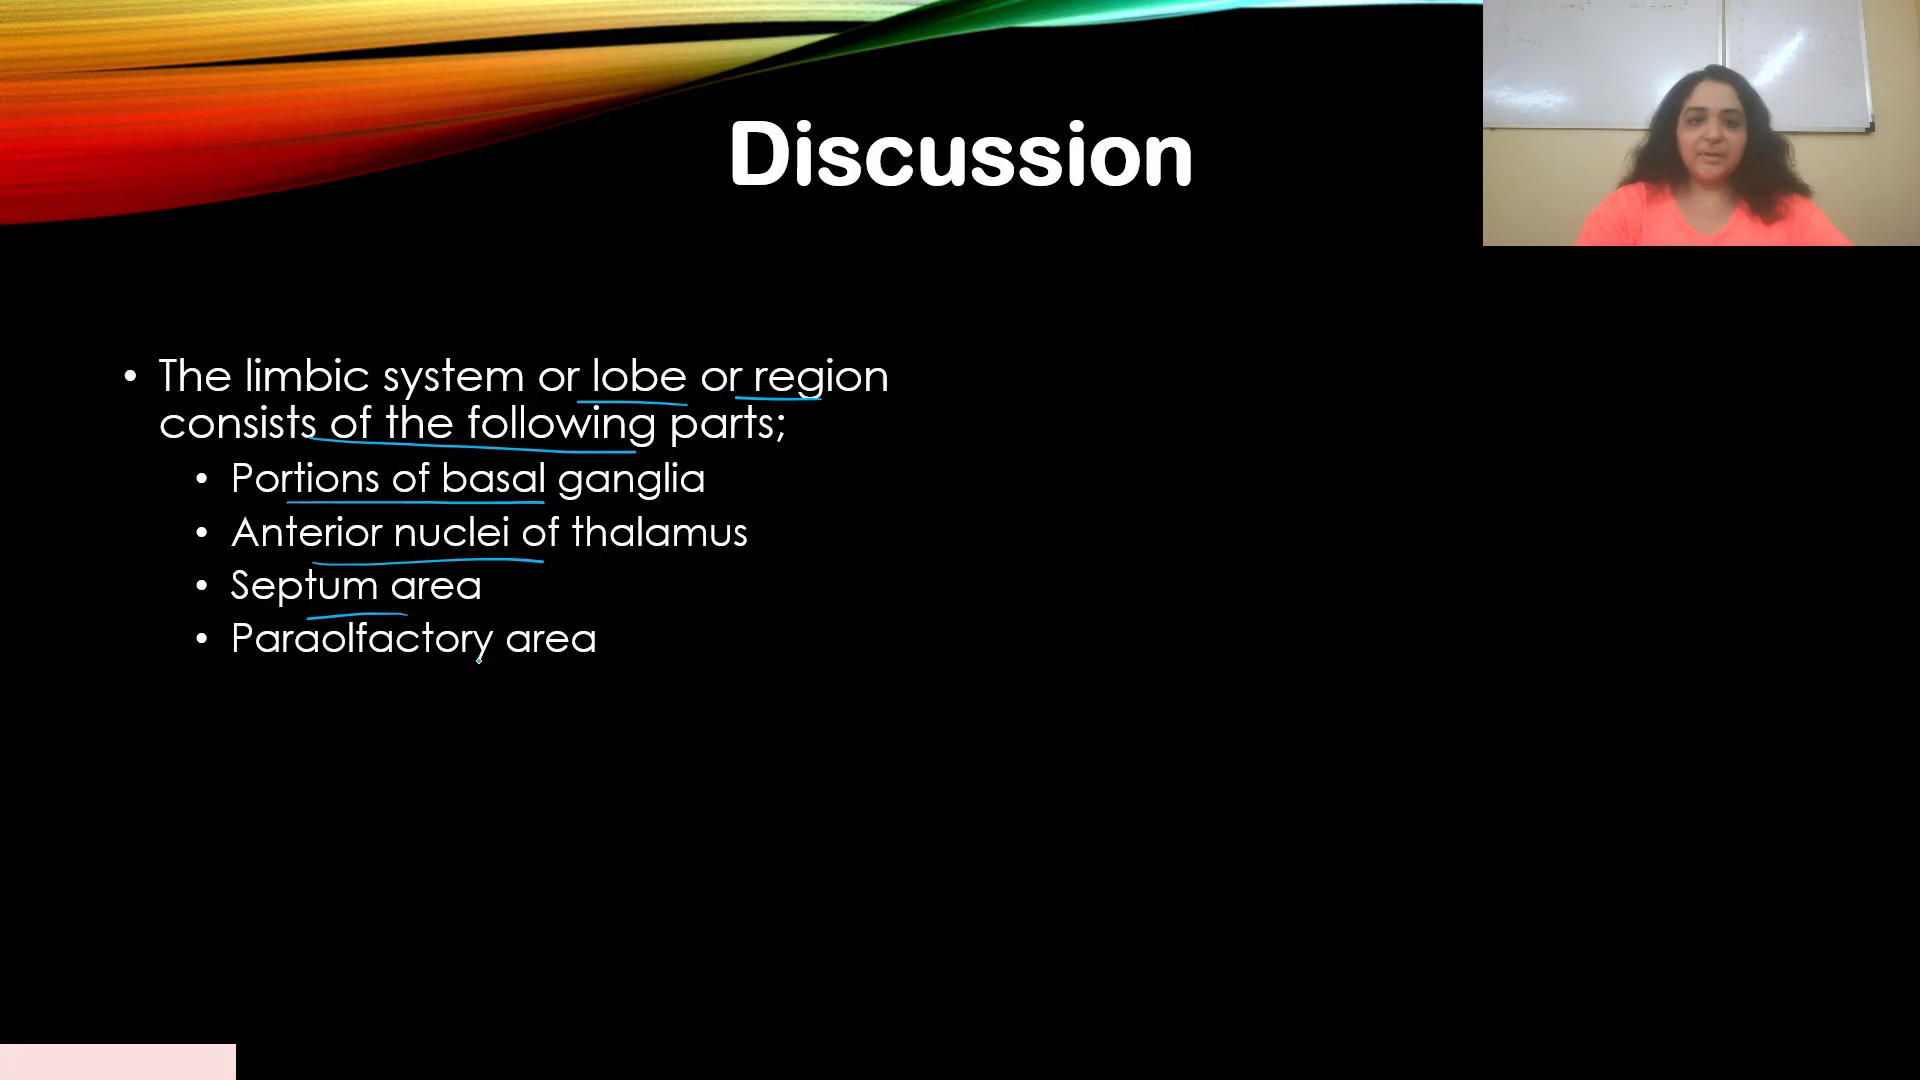 Discussion
• The limbic system or lobe or region
consists of the following parts;
• Portions of basal ganglia
• Anterior nuclei of thalamus
• Septum area
• Paraolfactory area